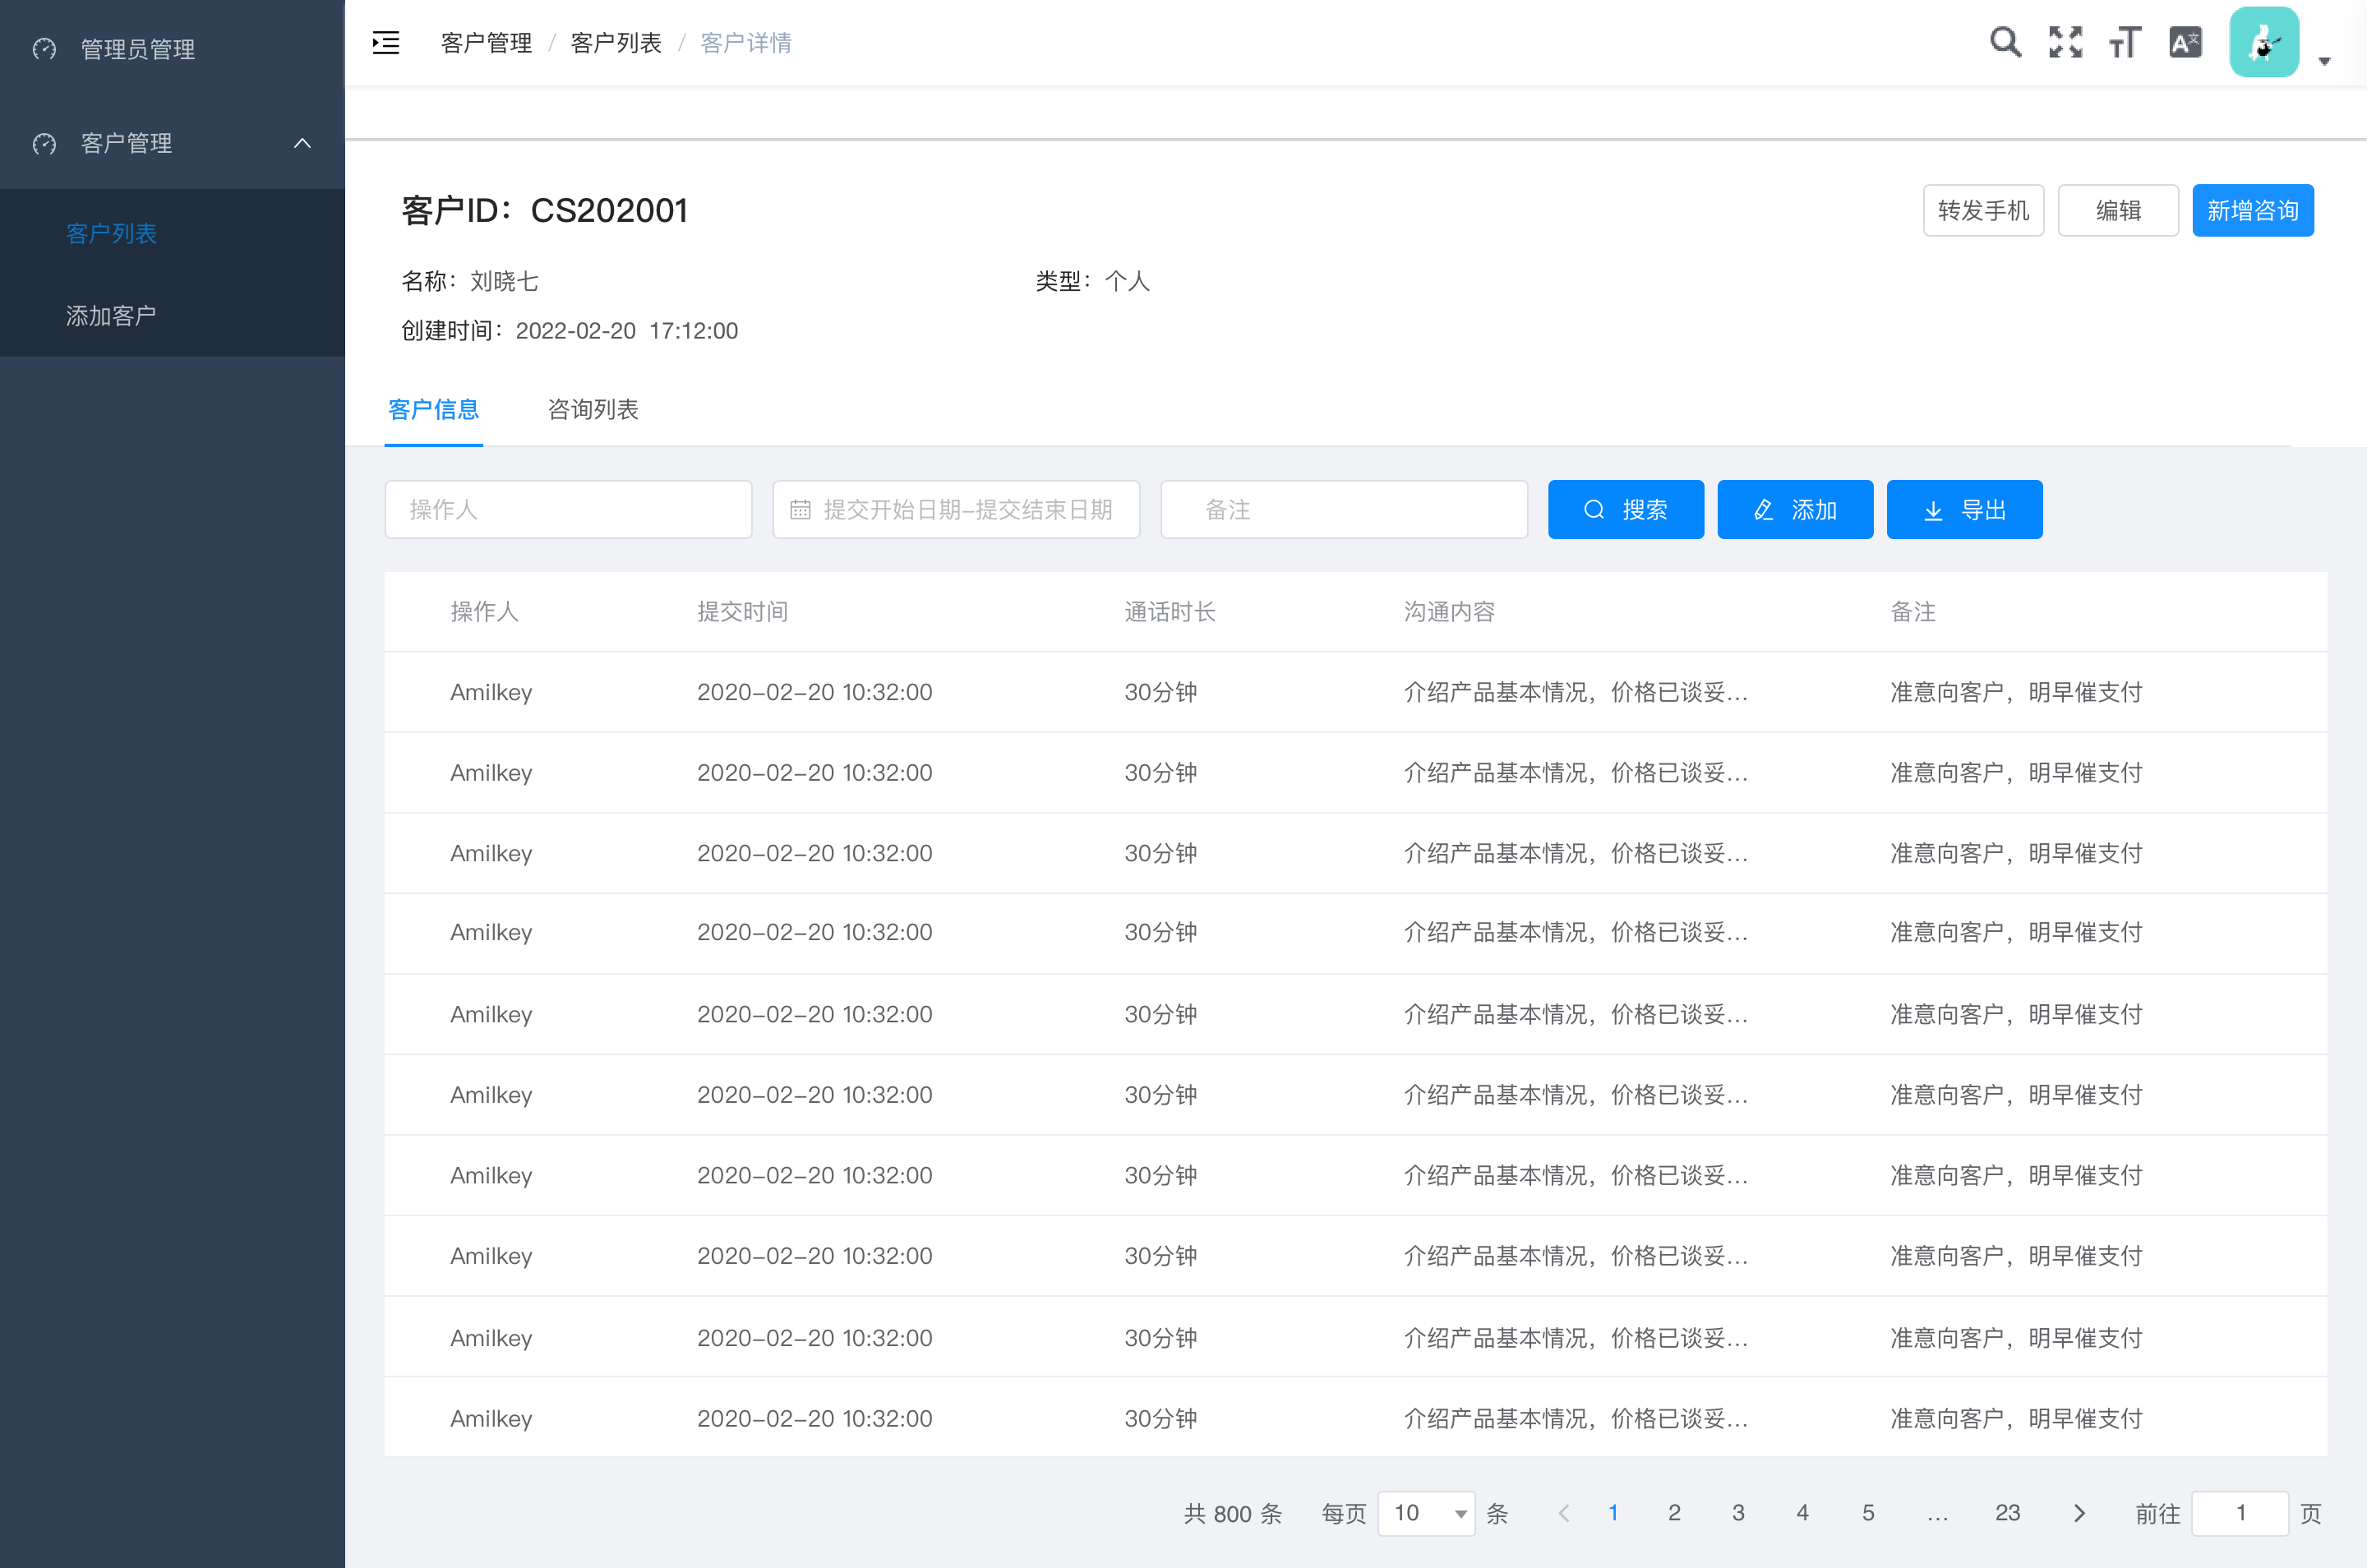 管理员管理
客户管理
客户列表
添加客户
客户管理 / 客户列表 / 客户详情
客户ID：CS202001
转发手机 编辑 新增咨询
名称：刘晓七 类型：个人
创建时间：2022-02-20 17:12:00
客户信息 咨询列表
操作人 提交开始日期-提交结束日期 备注 搜索 添加 导出
操作人 提交时间 通话时长 沟通内容 备注
Amilkey 2020-02-20 10:32:00 30分钟 介绍产品基本情况，价格已谈妥... 准意向客户，明早催支付
Amilkey 2020-02-20 10:32:00 30分钟 介绍产品基本情况，价格已谈妥... 准意向客户，明早催支付
Amilkey 2020-02-20 10:32:00 30分钟 介绍产品基本情况，价格已谈妥... 准意向客户，明早催支付
Amilkey 2020-02-20 10:32:00 30分钟 介绍产品基本情况，价格已谈妥... 准意向客户，明早催支付
Amilkey 2020-02-20 10:32:00 30分钟 介绍产品基本情况，价格已谈妥... 准意向客户，明早催支付
Amilkey 2020-02-20 10:32:00 30分钟 介绍产品基本情况，价格已谈妥... 准意向客户，明早催支付
Amilkey 2020-02-20 10:32:00 30分钟 介绍产品基本情况，价格已谈妥... 准意向客户，明早催支付
Amilkey 2020-02-20 10:32:00 30分钟 介绍产品基本情况，价格已谈妥... 准意向客户，明早催支付
Amilkey 2020-02-20 10:32:00 30分钟 介绍产品基本情况，价格已谈妥... 准意向客户，明早催支付
Amilkey 2020-02-20 10:32:00 30分钟 介绍产品基本情况，价格已谈妥... 准意向客户，明早催支付
共 800 条 每页 10 条 1 2 3 4 5 ... 23 前往 1 页